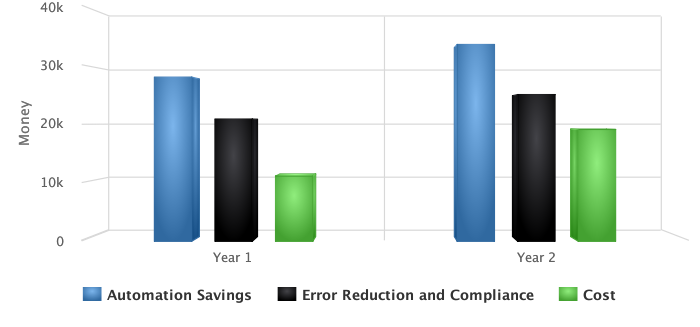 40k
30k
20k
10k
0
Money
Year 1
Year 2
Automation Savings
Error Reduction and Compliance
Cost